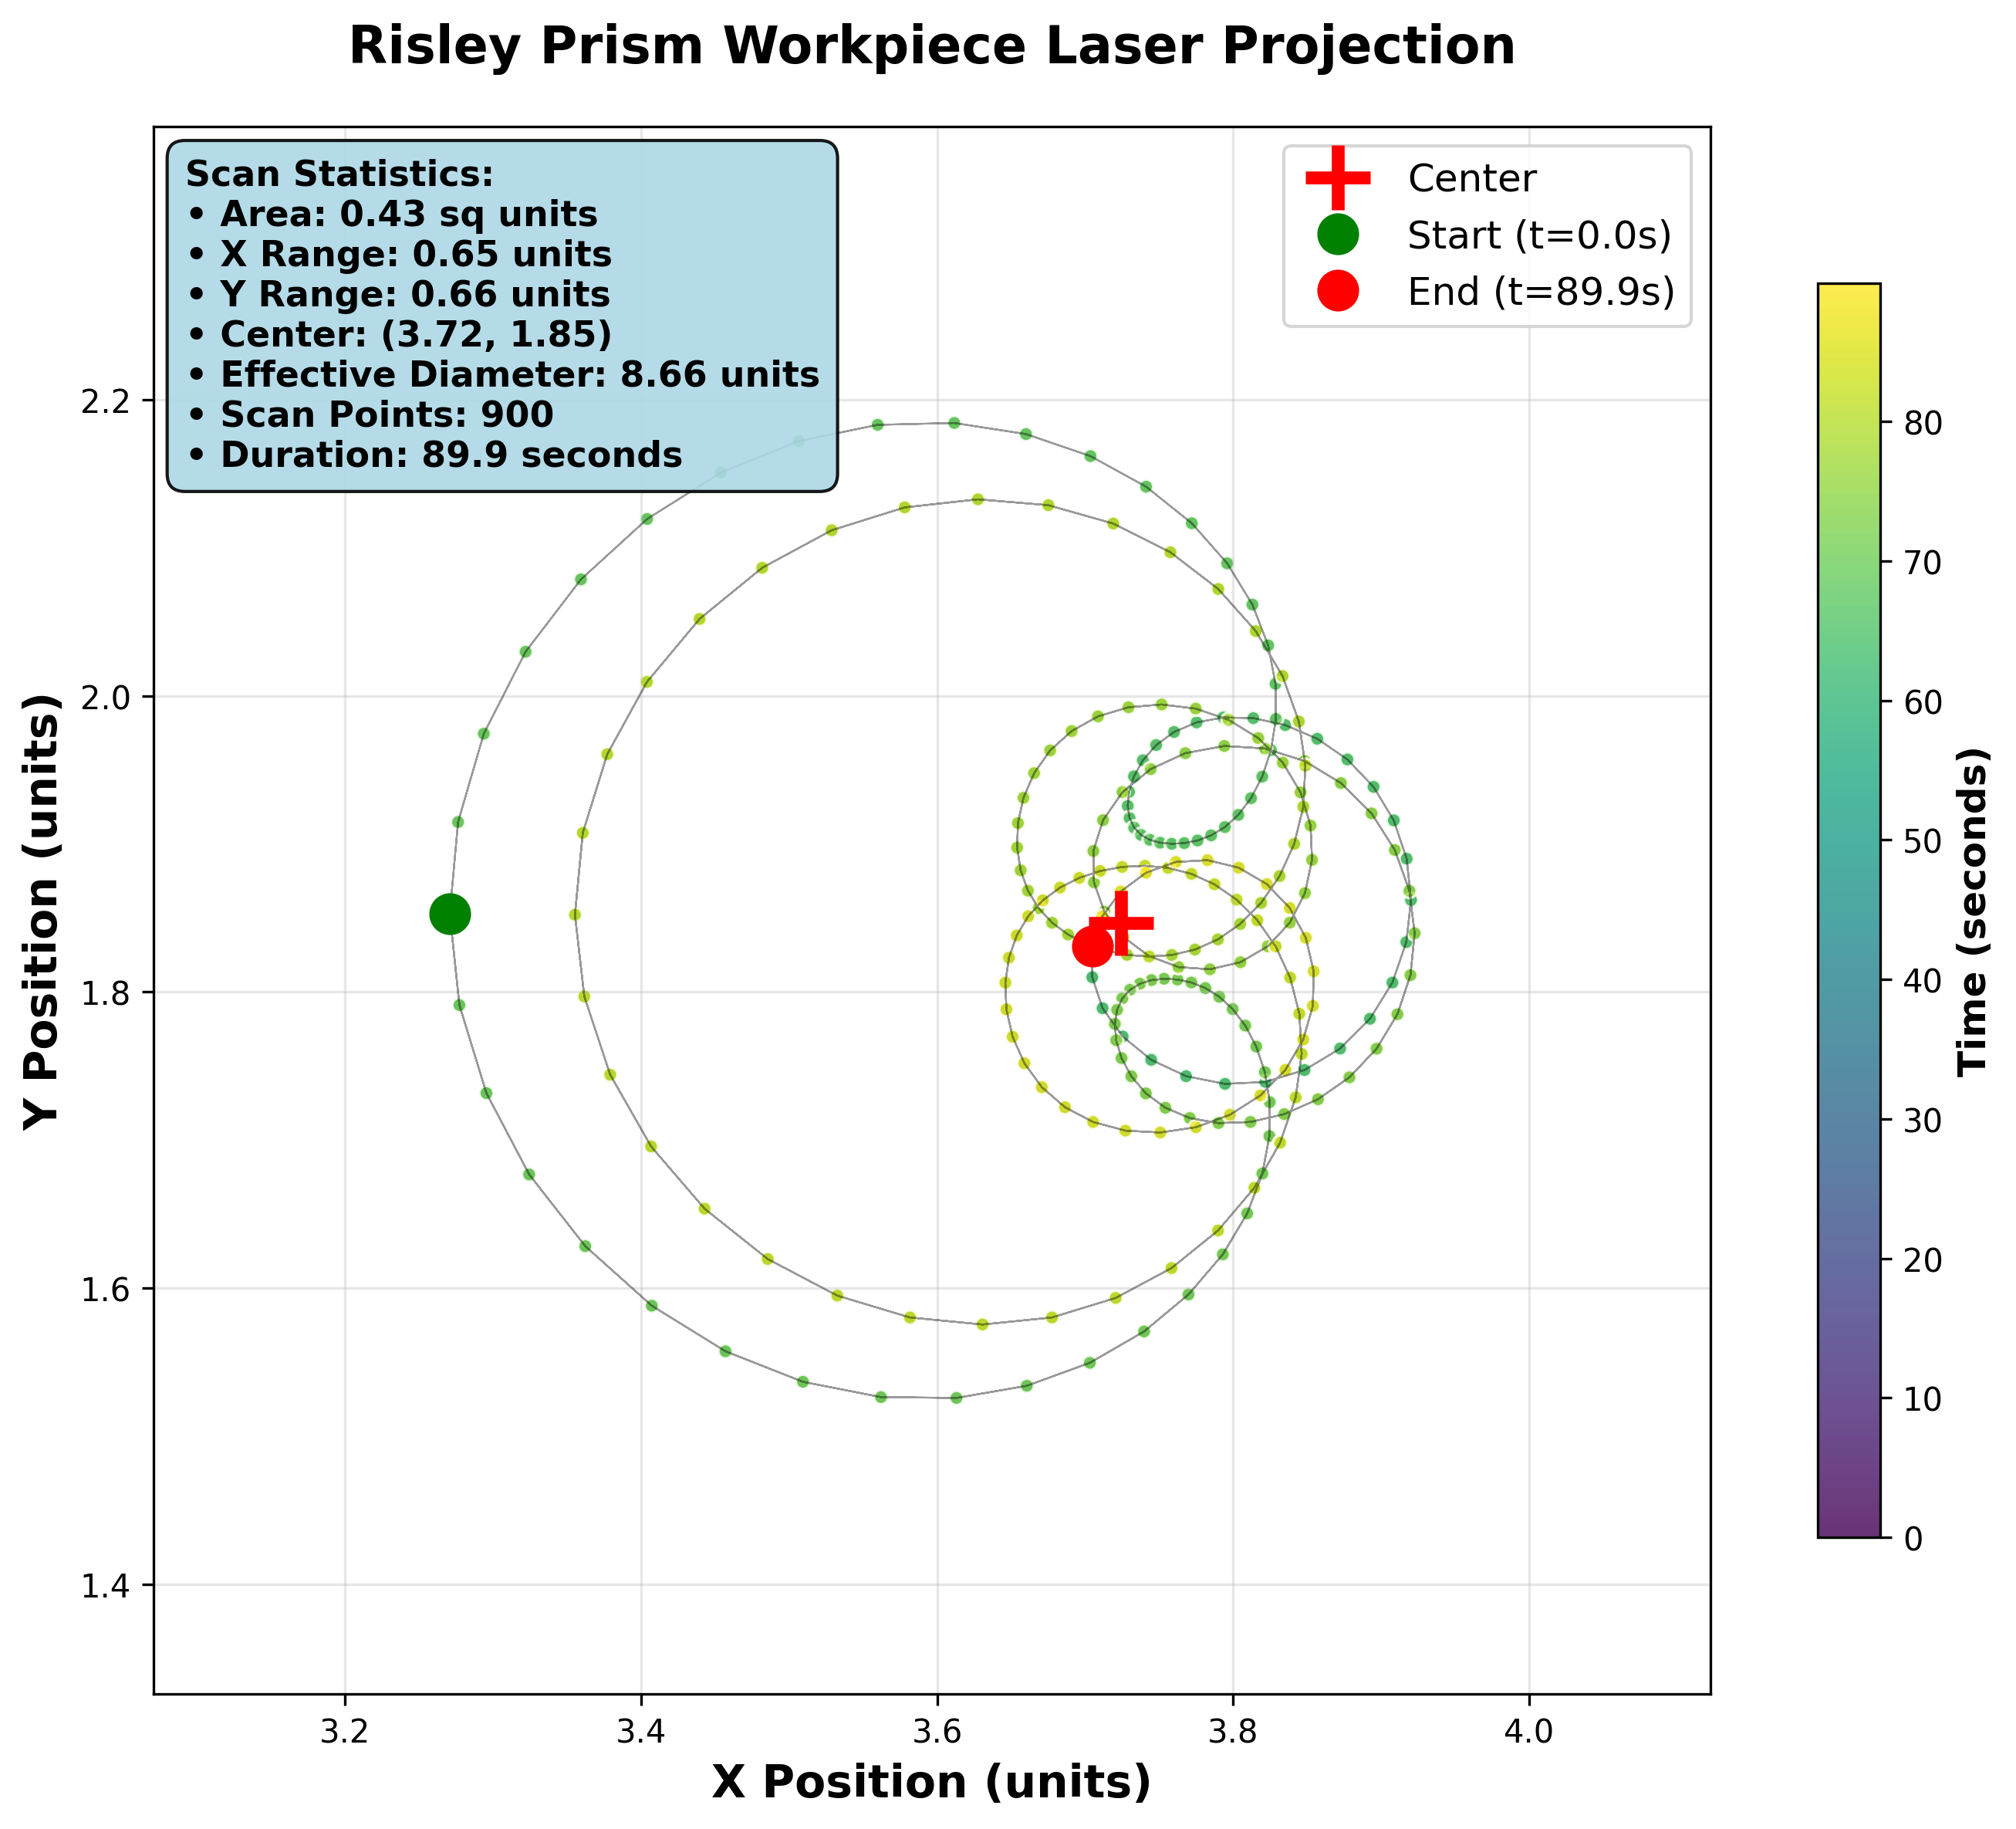 Risley Prism Workpiece Laser Projection
Scan Statistics:
• Area: 0.43 sq units
• X Range: 0.65 units
• Y Range: 0.66 units
• Center: (3.72, 1.85)
• Effective Diameter: 8.66 units
• Scan Points: 900
• Duration: 89.9 seconds
Center
Start (t=0.0s)
End (t=89.9s)
2.2
2.0
1.8
1.6
1.4
Y Position (units)
3.2
3.4
3.6
3.8
4.0
X Position (units)
80
70
60
50
40
30
20
10
0
Time (seconds)